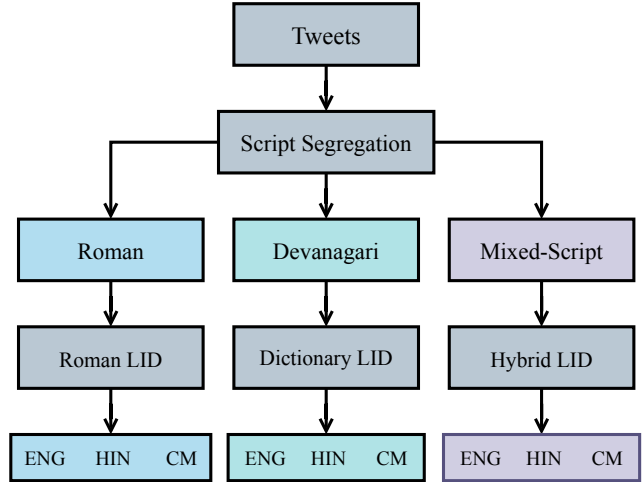 Tweets
Script Segregation
Roman Devanagari Mixed-Script
Roman LID Dictionary LID Hybrid LID
ENG HIN CM ENG HIN CM ENG HIN CM